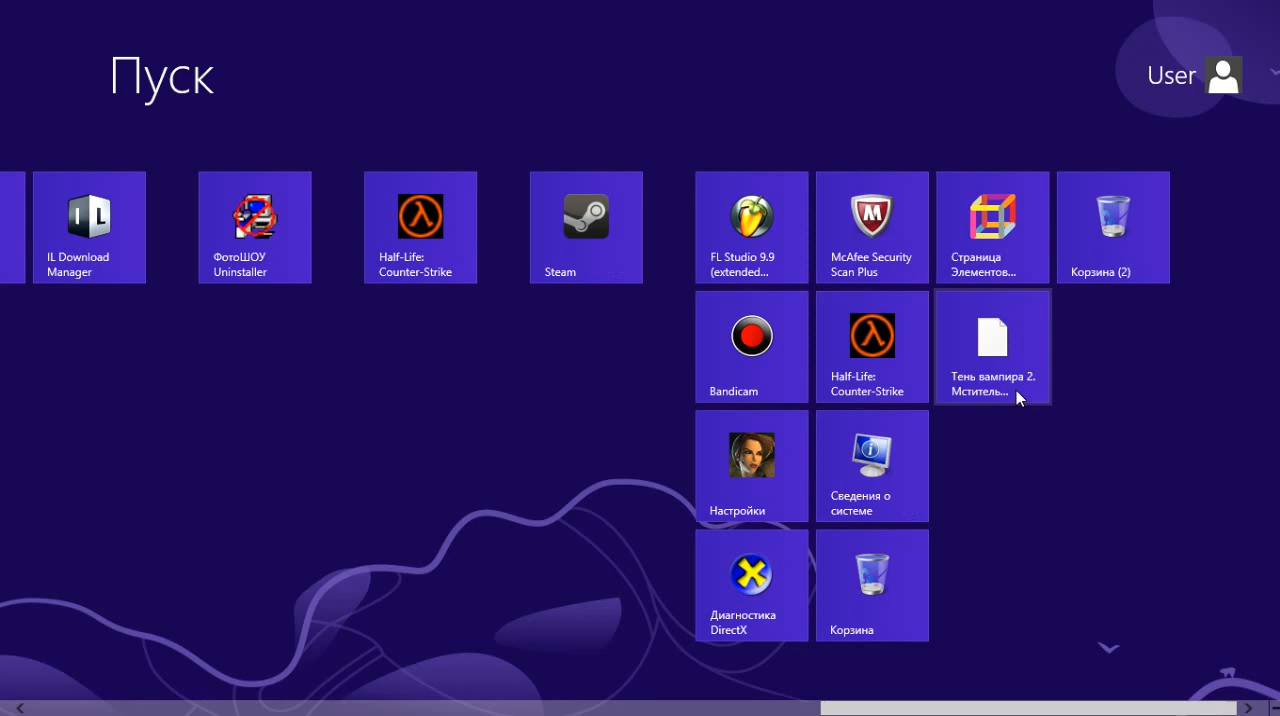 Пуск
User
IL Download
Manager
ФотоШОУ
Uninstaller
Half-Life:
Counter-Strike
Steam
FL Studio 9.9
(extended...
McAfee Security
Scan Plus
Страница
Элементов...
Корзина (2)
Bandicam
Half-Life:
Counter-Strike
Тень вампира 2.
Мститель...
Настройки
Сведения о
системе
Диагностика
DirectX
Корзина